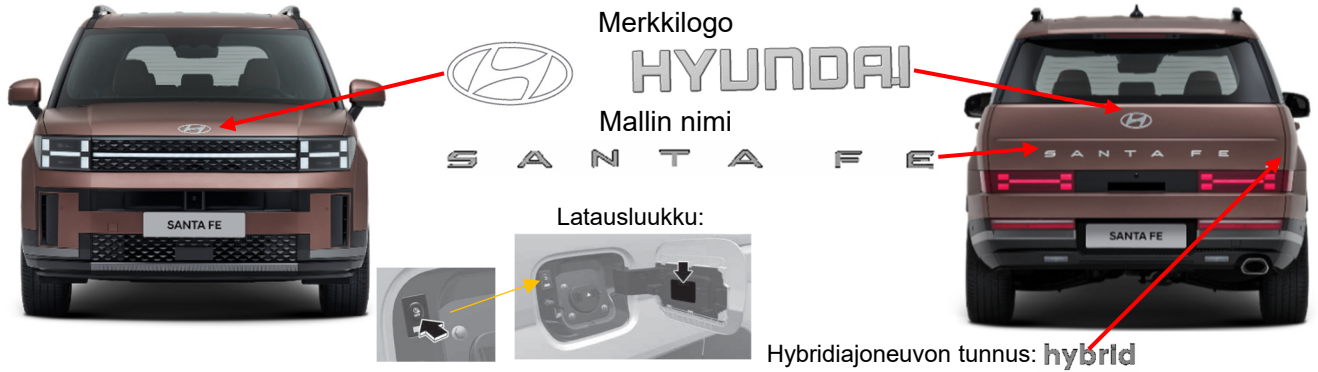 Merkkilogo
HYUNDAI
Mallin nimi
SANTA FE
SANTA FE
Latausluukku:
SANTA FE
SANTA FE
Hybridiajoneuvon tunnus: hybrid